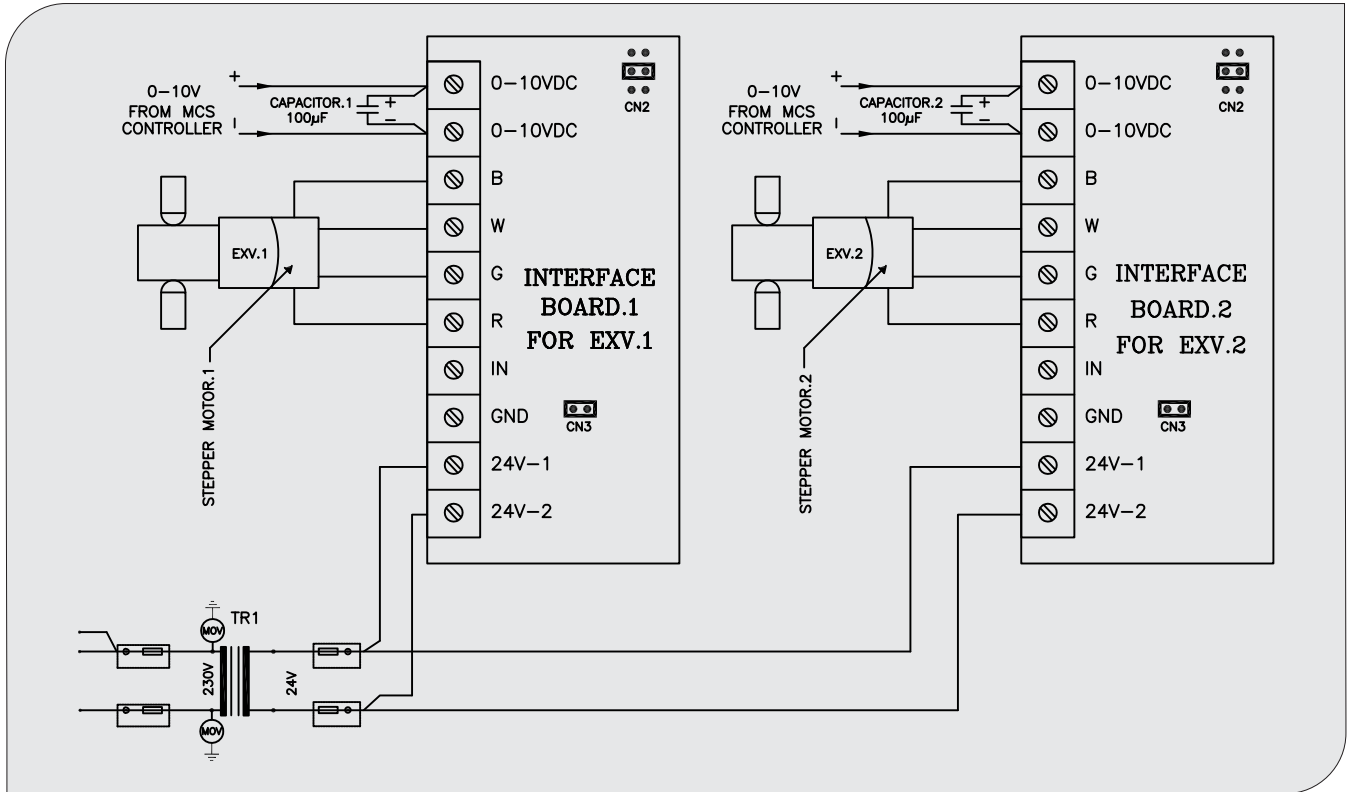 0-10V
FROM MCS
CONTROLLER
+
-
CAPACITOR.1
100µF
+
-
0-10VDC
0-10VDC
B
W
G
R
IN
GND
24V-1
24V-2
CN2
INTERFACE
BOARD.1
FOR EXV.1
CN3
EXV.1
STEPPER MOTOR.1
0-10V
FROM MCS
CONTROLLER
+
-
CAPACITOR.2
100µF
+
-
0-10VDC
0-10VDC
B
W
G
R
IN
GND
24V-1
24V-2
CN2
INTERFACE
BOARD.2
FOR EXV.2
CN3
EXV.2
STEPPER MOTOR.2
MOV
TR1
230V
24V
MOV